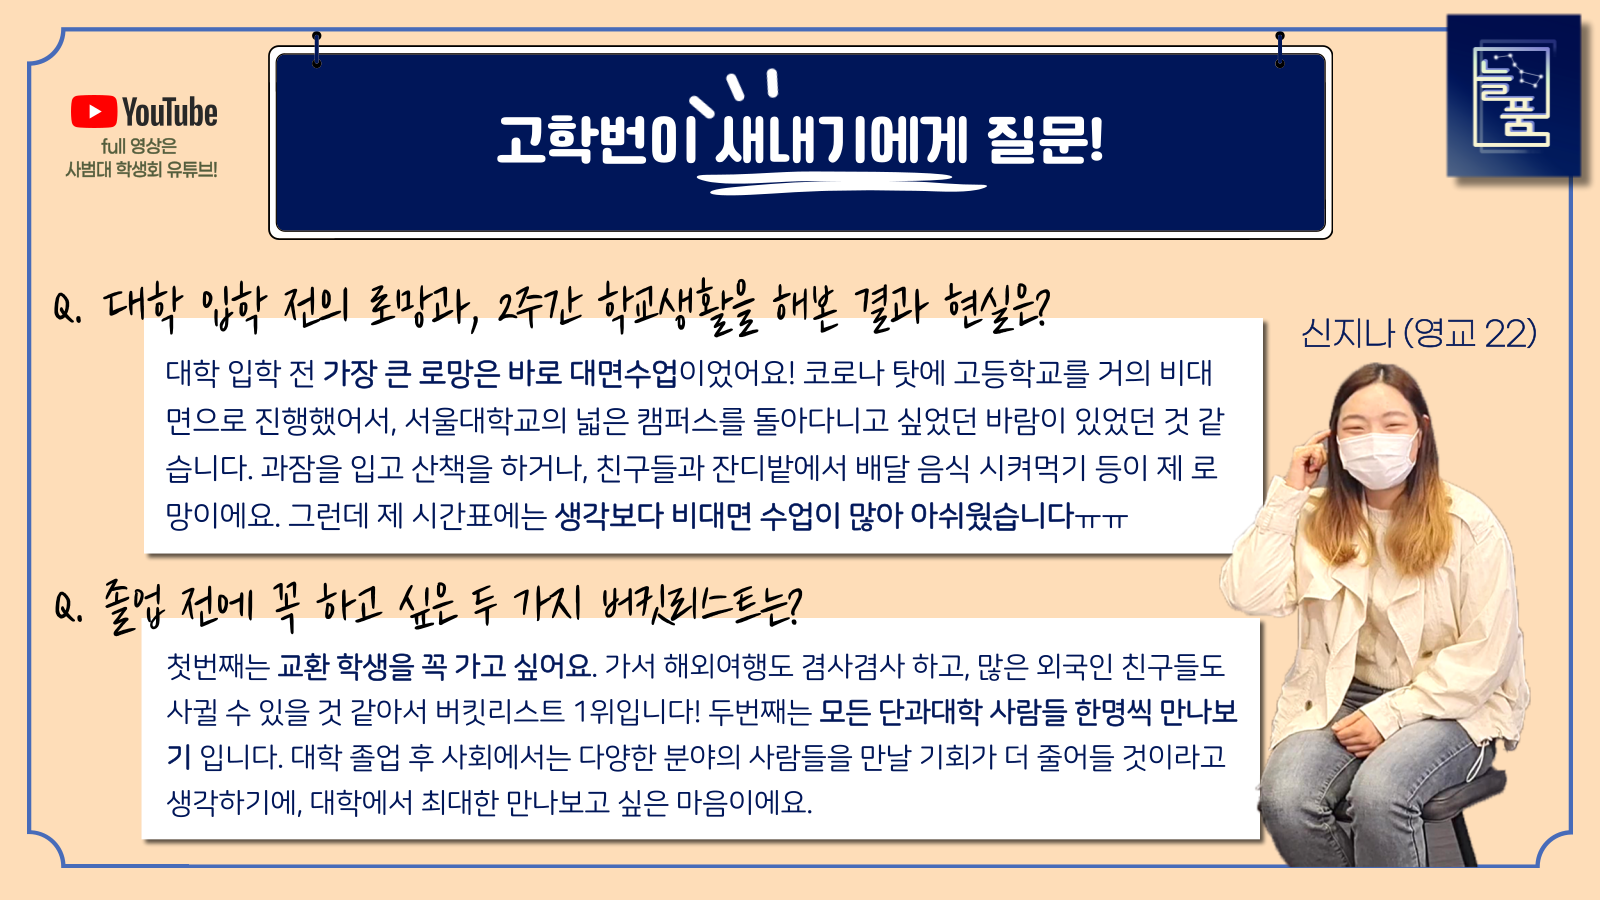 YouTube
full 영상은
사범대 학생회 유튜브!
고학번이 새내기에게 질문!
늘품
Q. 대학 입학 전의 로망과, 2주간 학교생활을 해본 결과 현실은?
신지나 (영교 22)
대학 입학 전 가장 큰 로망은 바로 대면수업이었어요! 코로나 탓에 고등학교를 거의 비대
면으로 진행했어서, 서울대학교의 넓은 캠퍼스를 돌아다니고 싶었던 바람이 있었던 것 같
습니다. 과잠을 입고 산책을 하거나, 친구들과 잔디밭에서 배달 음식 시켜먹기 등이 제 로
망이에요. 그런데 제 시간표에는 생각보다 비대면 수업이 많아 아쉬웠습니다ㅠㅠ
Q. 졸업 전에 꼭 하고 싶은 두 가지 버킷리스트는?
첫번째는 교환 학생을 꼭 가고 싶어요. 가서 해외여행도 겸사겸사 하고, 많은 외국인 친구들도
사귈 수 있을 것 같아서 버킷리스트 1위입니다! 두번째는 모든 단과대학 사람들 한명씩 만나보
기 입니다. 대학 졸업 후 사회에서는 다양한 분야의 사람들을 만날 기회가 더 줄어들 것이라고
생각하기에, 대학에서 최대한 만나보고 싶은 마음이에요.